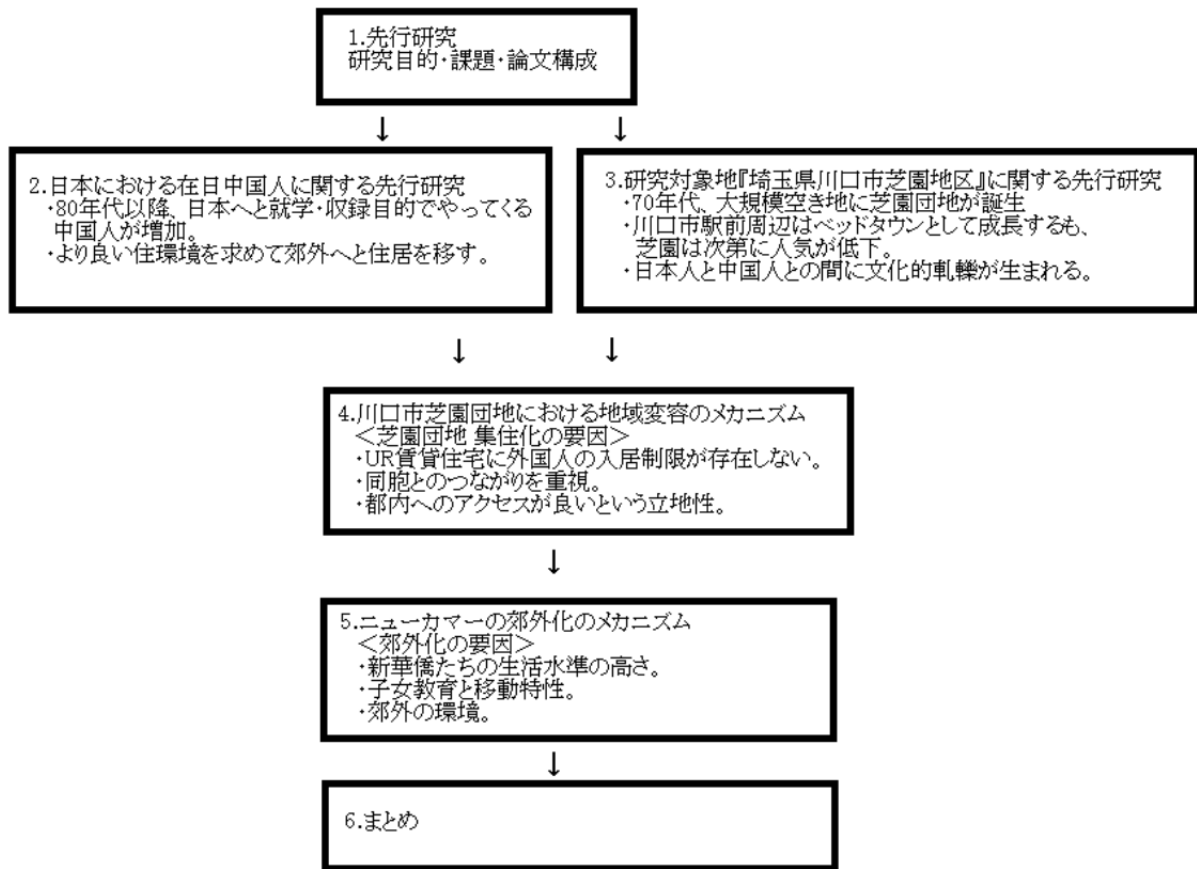 1.先行研究
研究目的・課題・論文構成
↓
↓
2.日本における在日中国人に関する先行研究
・80年代以降、日本へと就学・収録目的でやってくる
中国人が増加。
・より良い住環境を求めて郊外へと住居を移す。
3.研究対象地『埼玉県川口市芝園地区』に関する先行研究
・70年代、大規模空き地に芝園団地が誕生
・川口市駅前周辺はベッドタウンとして成長するも、
芝園は次第に人気が低下。
・日本人と中国人との間に文化的軋轢が生まれる。
↓
↓
4.川口市芝園団地における地域変容のメカニズム
＜芝園団地 集住化の要因＞
・UR賃貸住宅に外国人の入居制限が存在しない。
・同胞とのつながりを重視。
・都内へのアクセスが良いという立地性。
↓
5.ニューカマーの郊外化のメカニズム
＜郊外化の要因＞
・新華僑たちの生活水準の高さ。
・子女教育と移動特性。
・郊外の環境。
↓
6.まとめ